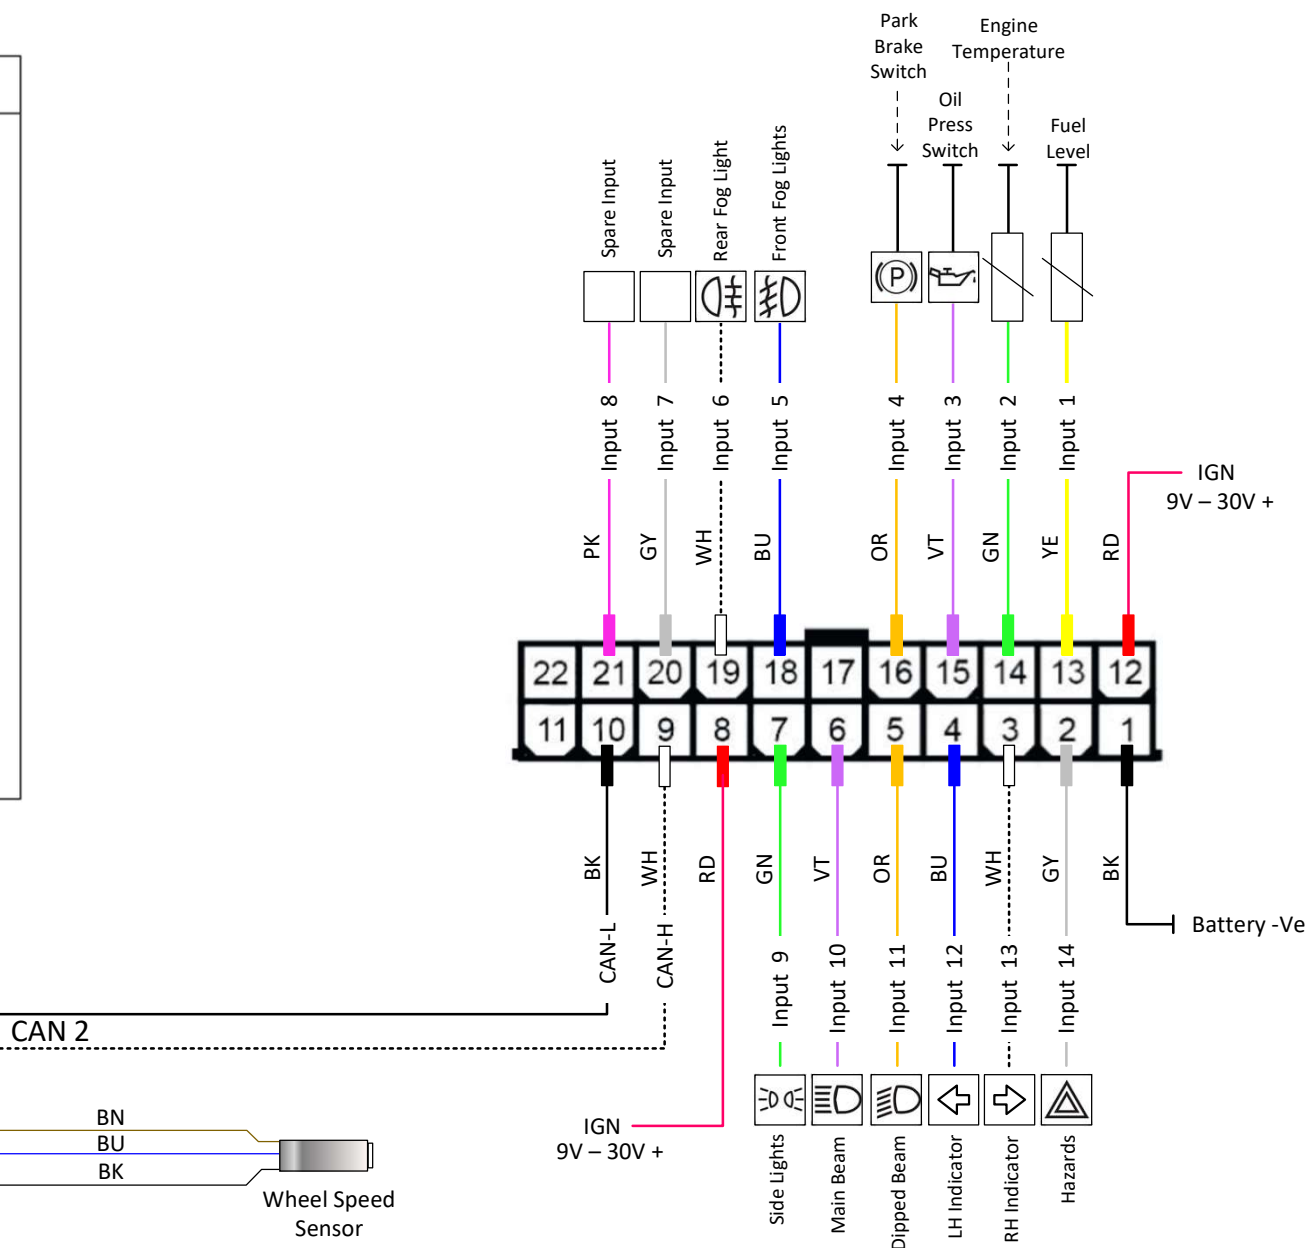 Park
Brake
Switch
Engine
Temperature
Oil
Press
Switch
Fuel
Level
Spare Input
Spare Input
Rear Fog Light
Front Fog Lights
P
Input 8
Input 7
Input 6
Input 5
Input 4
Input 3
Input 2
Input 1
IGN
9V – 30V +
PK
GY
WH
BU
OR
VT
GN
YE
RD
22 21 20 19 18 17 16 15 14 13 12
11 10 9 8 7 6 5 4 3 2 1
BK
WH
RD
GN
VT
OR
BU
WH
GY
BK
CAN-L
CAN-H
Input 9
Input 10
Input 11
Input 12
Input 13
Input 14
Battery -Ve
CAN 2
IGN
9V – 30V +
Side Lights
Main Beam
Dipped Beam
LH Indicator
RH Indicator
Hazards
BN
BU
BK
Wheel Speed
Sensor